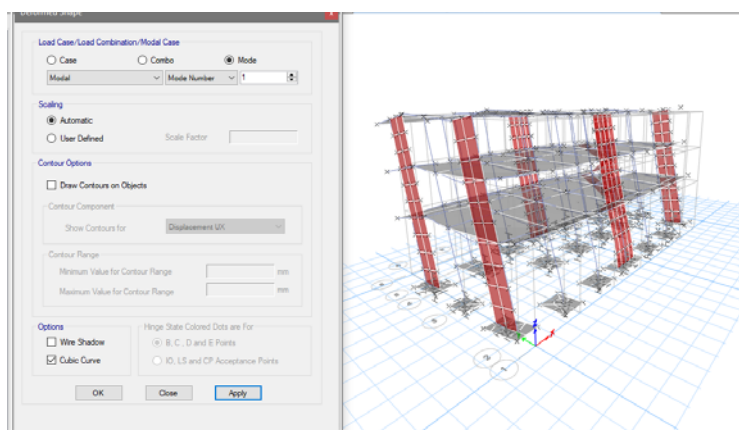 Deformed Shape
Load Case/Load Combination/Modal Case
Case Combo Mode
Modal Mode Number 1
Scaling
Automatic
User Defined Scale Factor
Contour Options
Draw Contours on Objects
Contour Component
Show Contours for Displacement UX
Contour Range
Minimum Value for Contour Range mm
Maximum Value for Contour Range mm
Options Hinge State Colored Dots are For
Wire Shadow B, C, D and E Points
Cubic Curve IO, LS and CP Acceptance Points
OK Close Apply
2
1